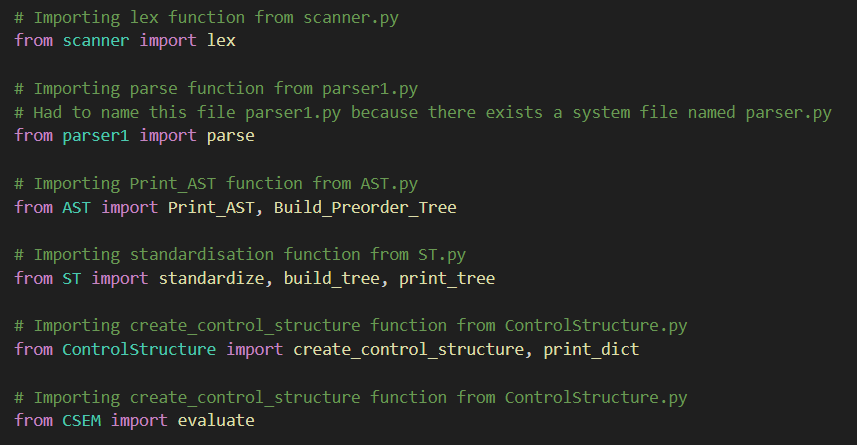 # Importing lex function from scanner.py
from scanner import lex
# Importing parse function from parser1.py
# Had to name this file parser1.py because there exists a system file named parser.py
from parser1 import parse
# Importing Print_AST function from AST.py
from AST import Print_AST, Build_Preorder_Tree
# Importing standardisation function from ST.py
from ST import standardize, build_tree, print_tree
# Importing create_control_structure function from ControlStructure.py
from ControlStructure import create_control_structure, print_dict
# Importing create_control_structure function from ControlStructure.py
from CSEM import evaluate